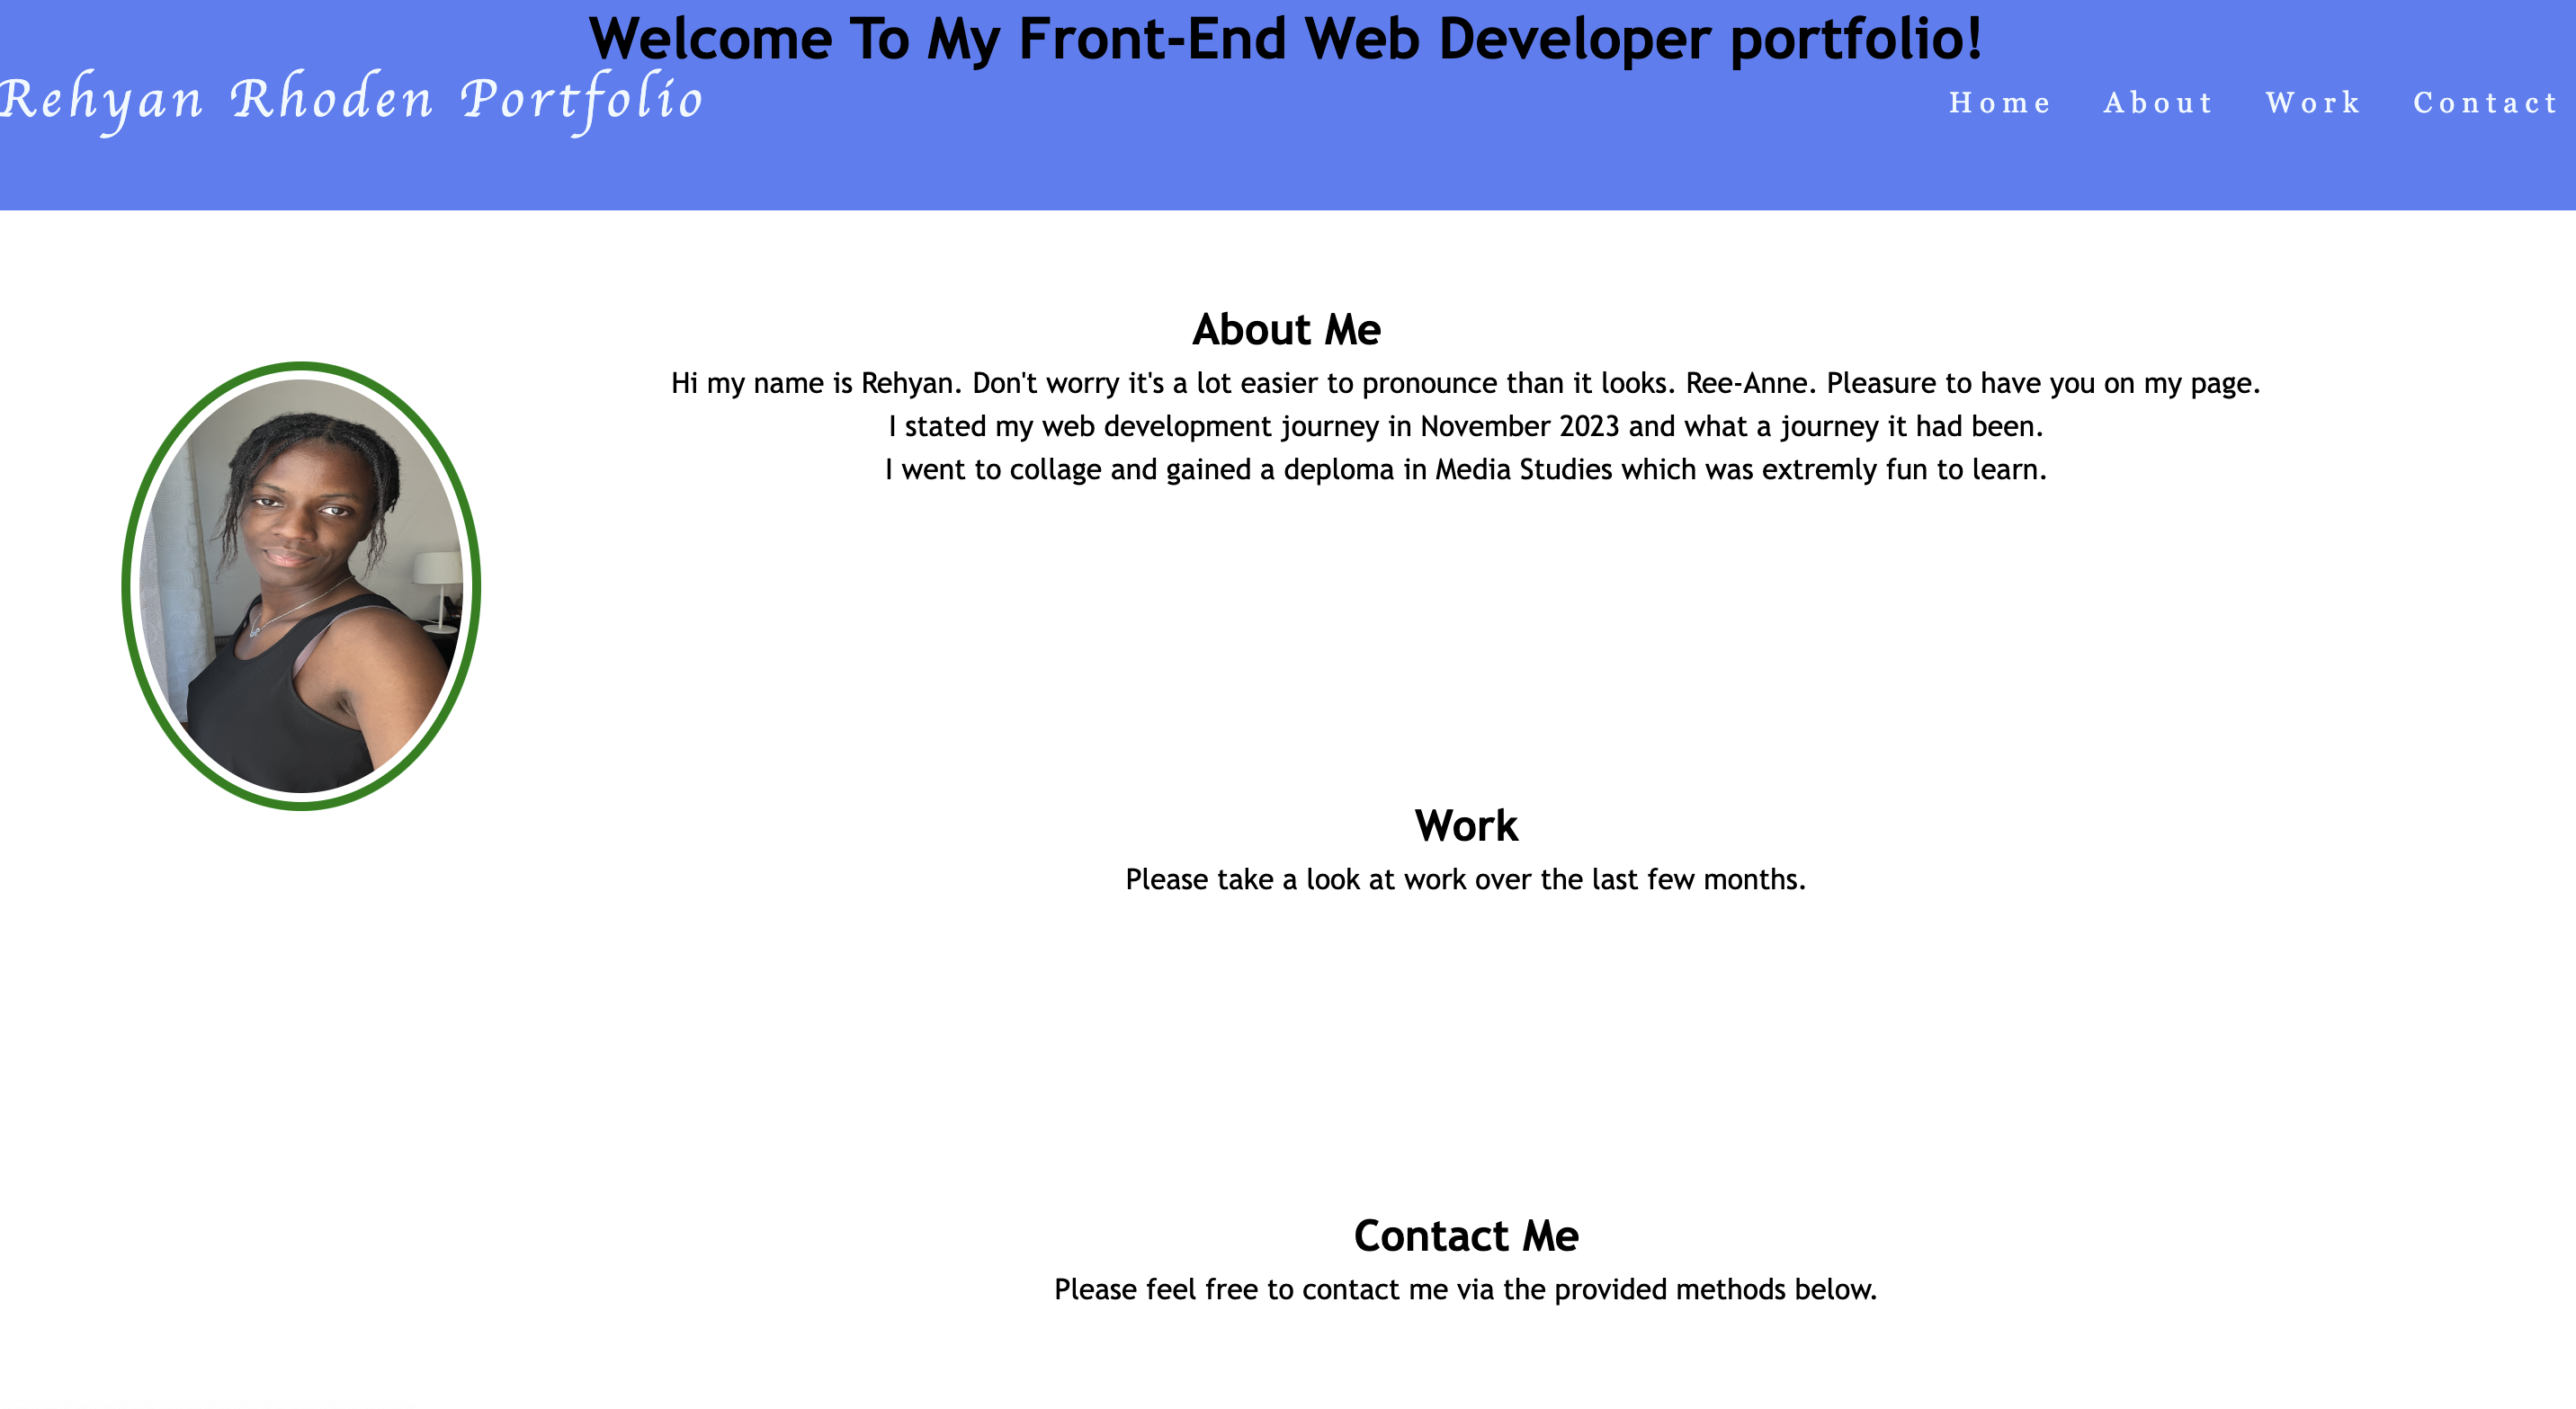 Welcome To My Front-End Web Developer portfolio!
Rehyan Rhoden Portfolio
Home About Work Contact
About Me
Hi my name is Rehyan. Don't worry it's a lot easier to pronounce than it looks. Ree-Anne. Pleasure to have you on my page.
I stated my web development journey in November 2023 and what a journey it had been.
I went to collage and gained a deploma in Media Studies which was extremly fun to learn.
Work
Please take a look at work over the last few months.
Contact Me
Please feel free to contact me via the provided methods below.